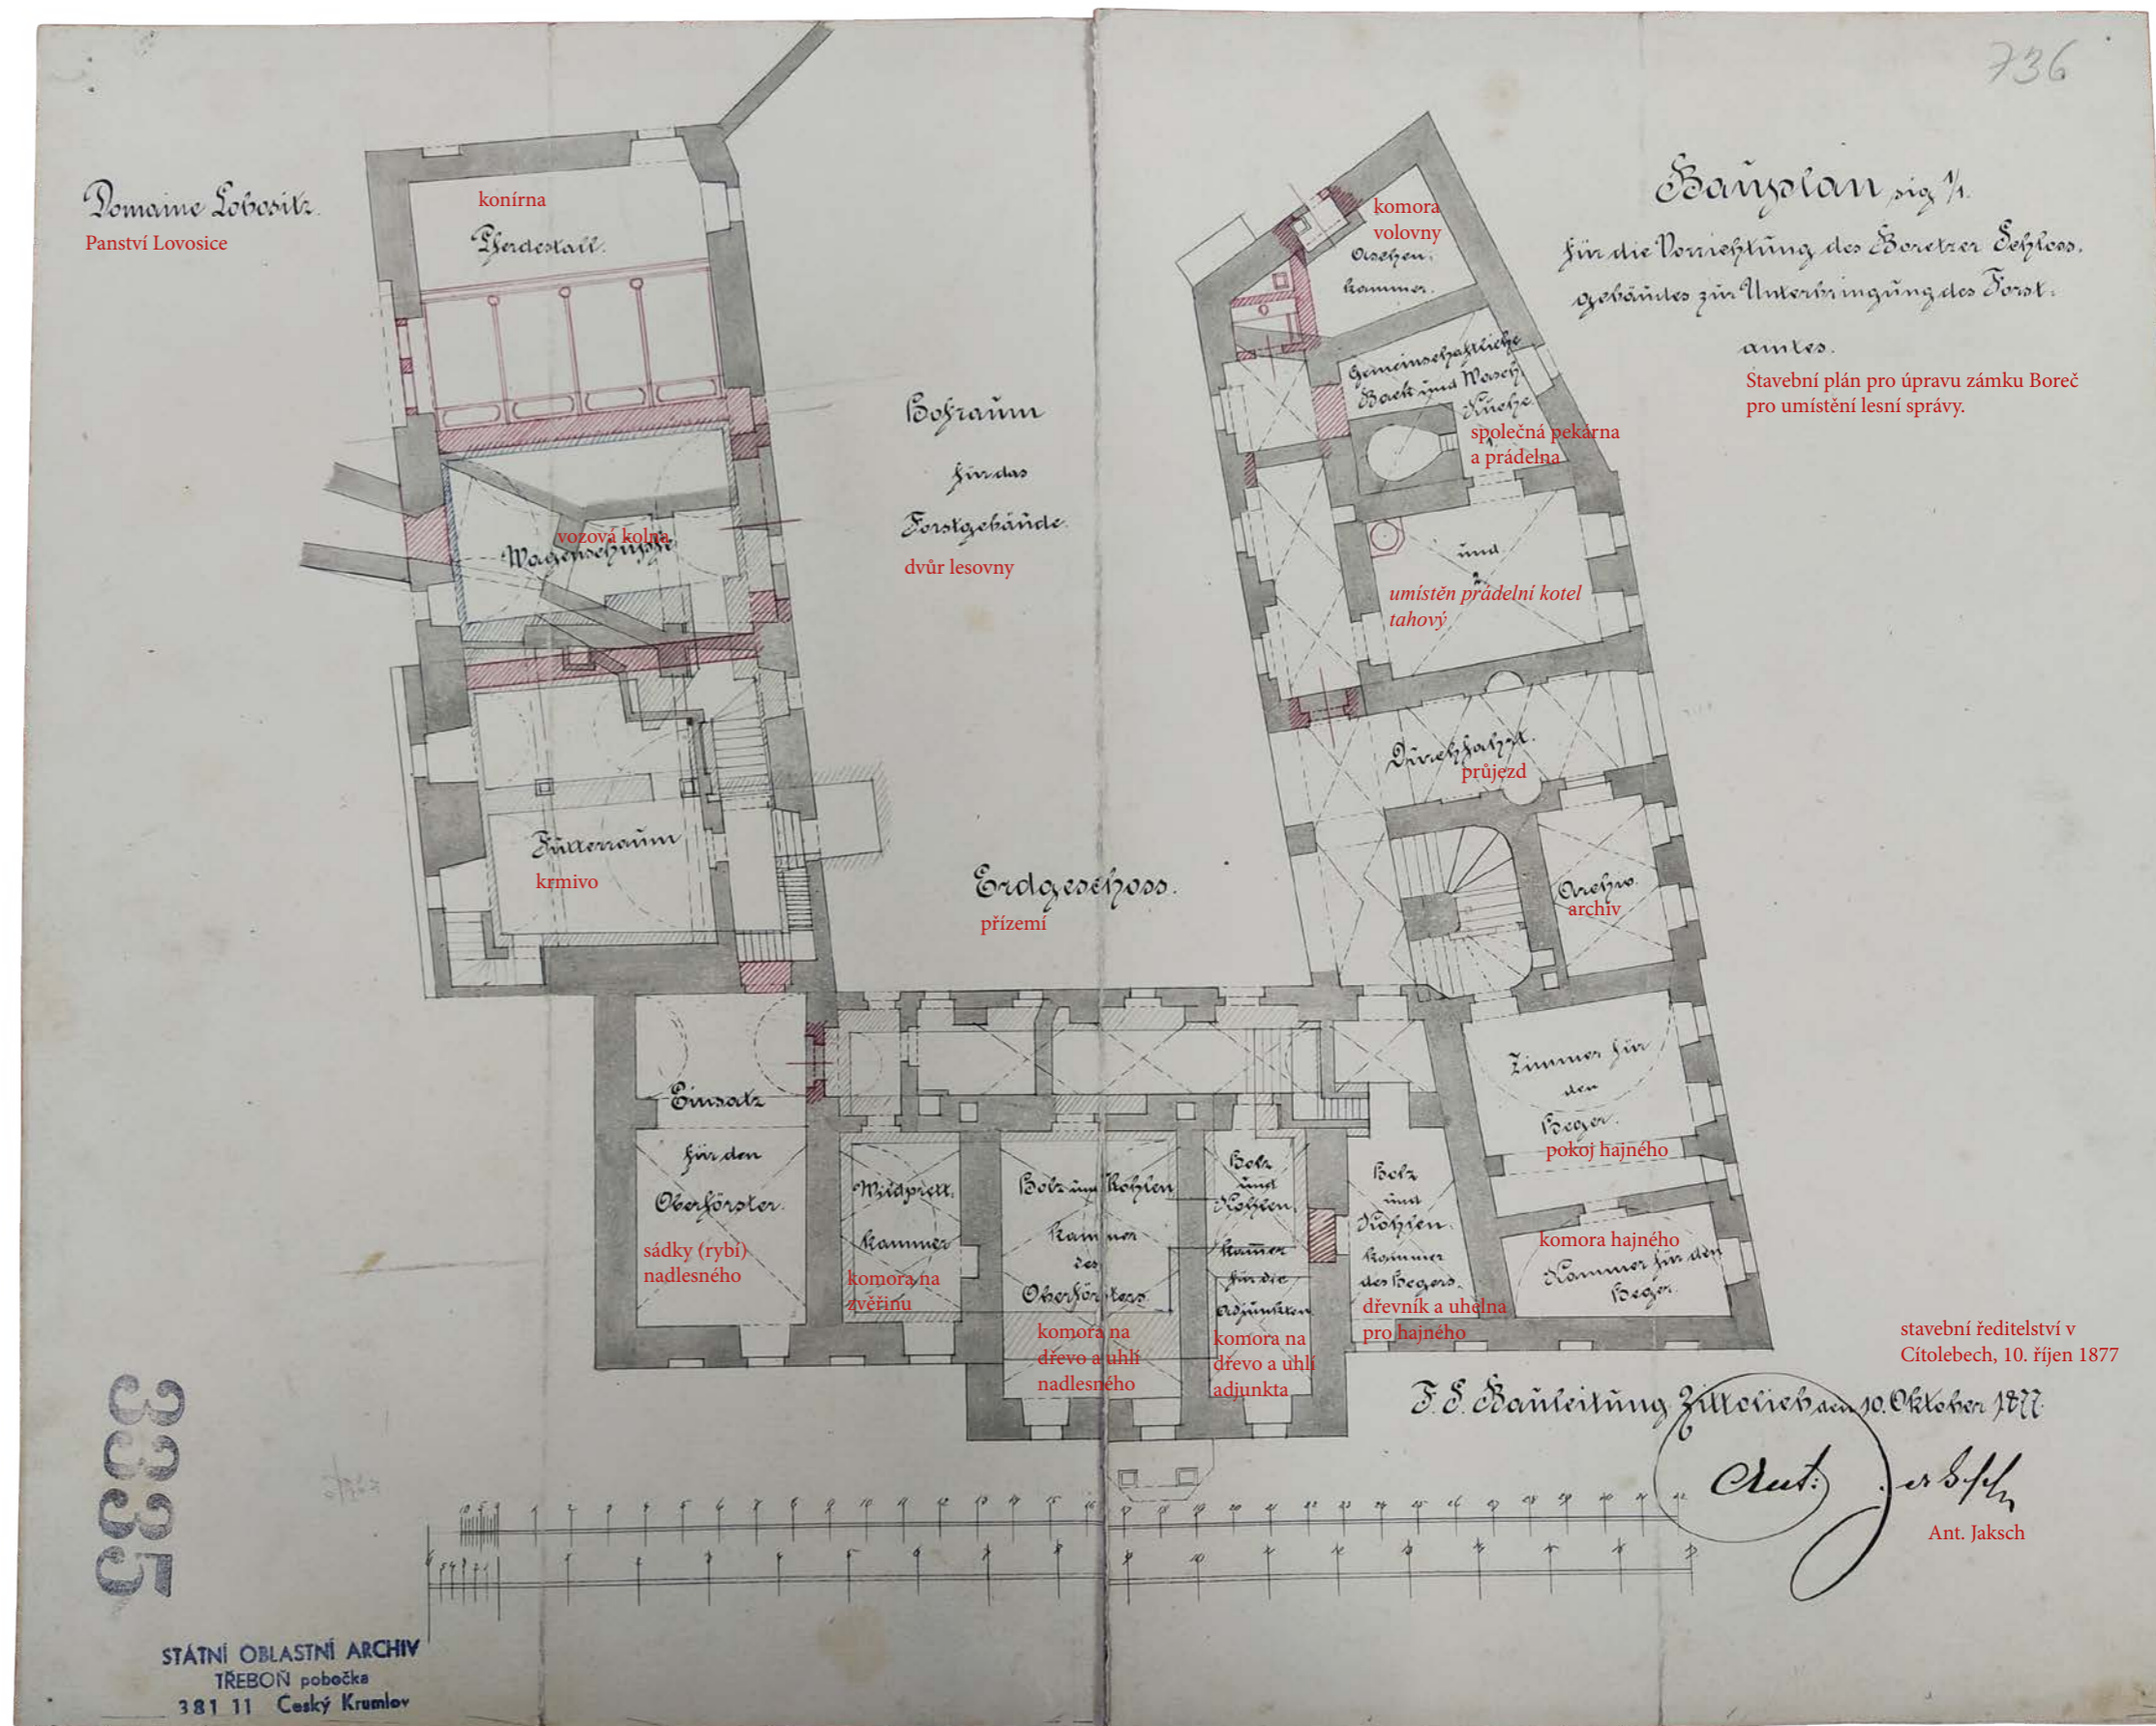 736
Domaine Lobositz.
Panství Lovosice
Bauplan sig 1/1.
für die Vorrichtung des Boretzer Schloss-
gebäudes zur Unterbringung des Forst-
amtes.
Stavební plán pro úpravu zámku Boreč
pro umístění lesní správy.
konírna
Pferdestall.
komora
volovny
Aschen-
kammer.
Gemeinschaftliche
Back und Wasch
Küche
společná pekárna
a prádelna
Hofraum
für das
Forstgebäude.
dvůr lesovny
vozová kolna
Wagenschupfe
und
umístěn prádelní kotel
tahový
Durchfahrt.
průjezd
Futterraum
krmivo
Erdgeschoss.
přízemí
Archiv.
archiv
Zimmer für
den
Heger.
pokoj hajného
komora hajného
Kammer für den
Heger.
Einsatz
für den
Oberförster.
sádky (rybí)
nadlesného
Wildprett-
kammer
komora na
zvěřinu
Holz und Kohlen
kammer
des
Oberförsters.
komora na
dřevo a uhlí
nadlesného
Holz
und
Kohlen
kamer
für die
Adjunkten.
komora na
dřevo a uhlí
adjunkta
Holz
und
Kohlen
kammer
des Hegers.
dřevník a uhelna
pro hajného
stavební ředitelství v
Cítolebech, 10. říjen 1877
F. S. Bauleitung Zittolieb den 10. Oktober 1877.
Ant. Jaksch
3335
STÁTNÍ OBLASTNÍ ARCHIV
TŘEBOŇ pobočka
381 11 Český Krumlov